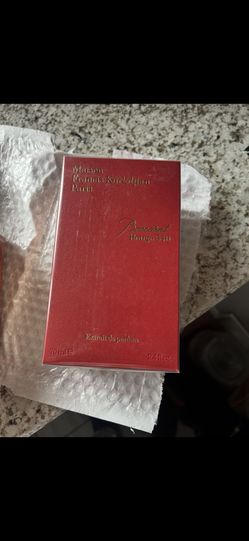 Maison
Francis Kurkdjian
Paris
Baccarat
Rouge 540
Extrait de parfum